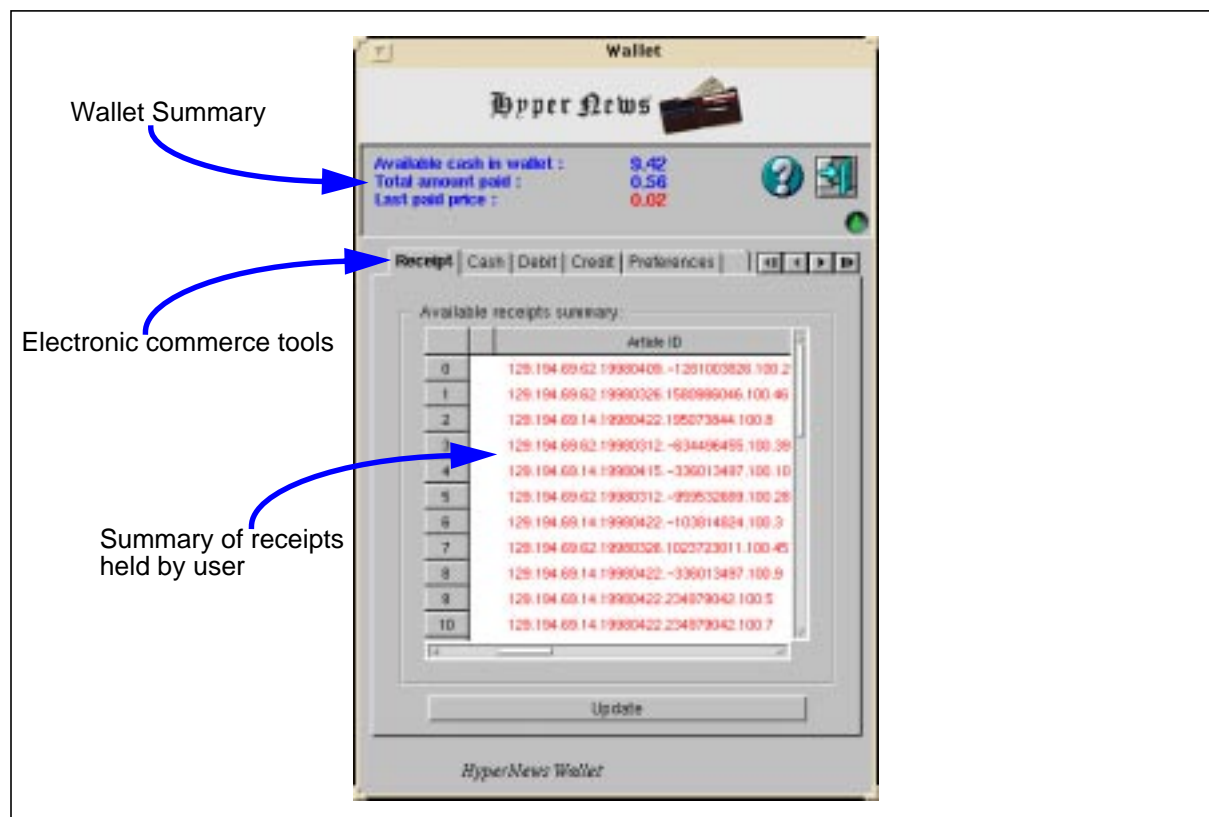 Wallet
Hyper News
Wallet Summary
Available cash in wallet : 9.42
Total amount paid : 0.56
Last paid price : 0.02
Receipt Cash Debit Credit Preferences
Electronic commerce tools
Available receipts summary
Article ID
0 129.194.69.62.19980409.-1261003826.100.2
1 129.194.69.62.19980326.1580986046.100.46
2 129.194.69.14.19980422.195073844.100.8
3 129.194.69.62.19980312.-634496455.100.39
4 129.194.69.14.19980415.-336013497.100.10
5 129.194.69.62.19980312.-959532689.100.28
6 129.194.69.14.19980422.-103814624.100.3
7 129.194.69.62.19980326.1023723011.100.45
8 129.194.69.14.19980422.-336013497.100.9
9 129.194.69.14.19980422.234979042.100.5
10 129.194.69.14.19980422.234979042.100.7
Summary of receipts
held by user
Update
HyperNews Wallet